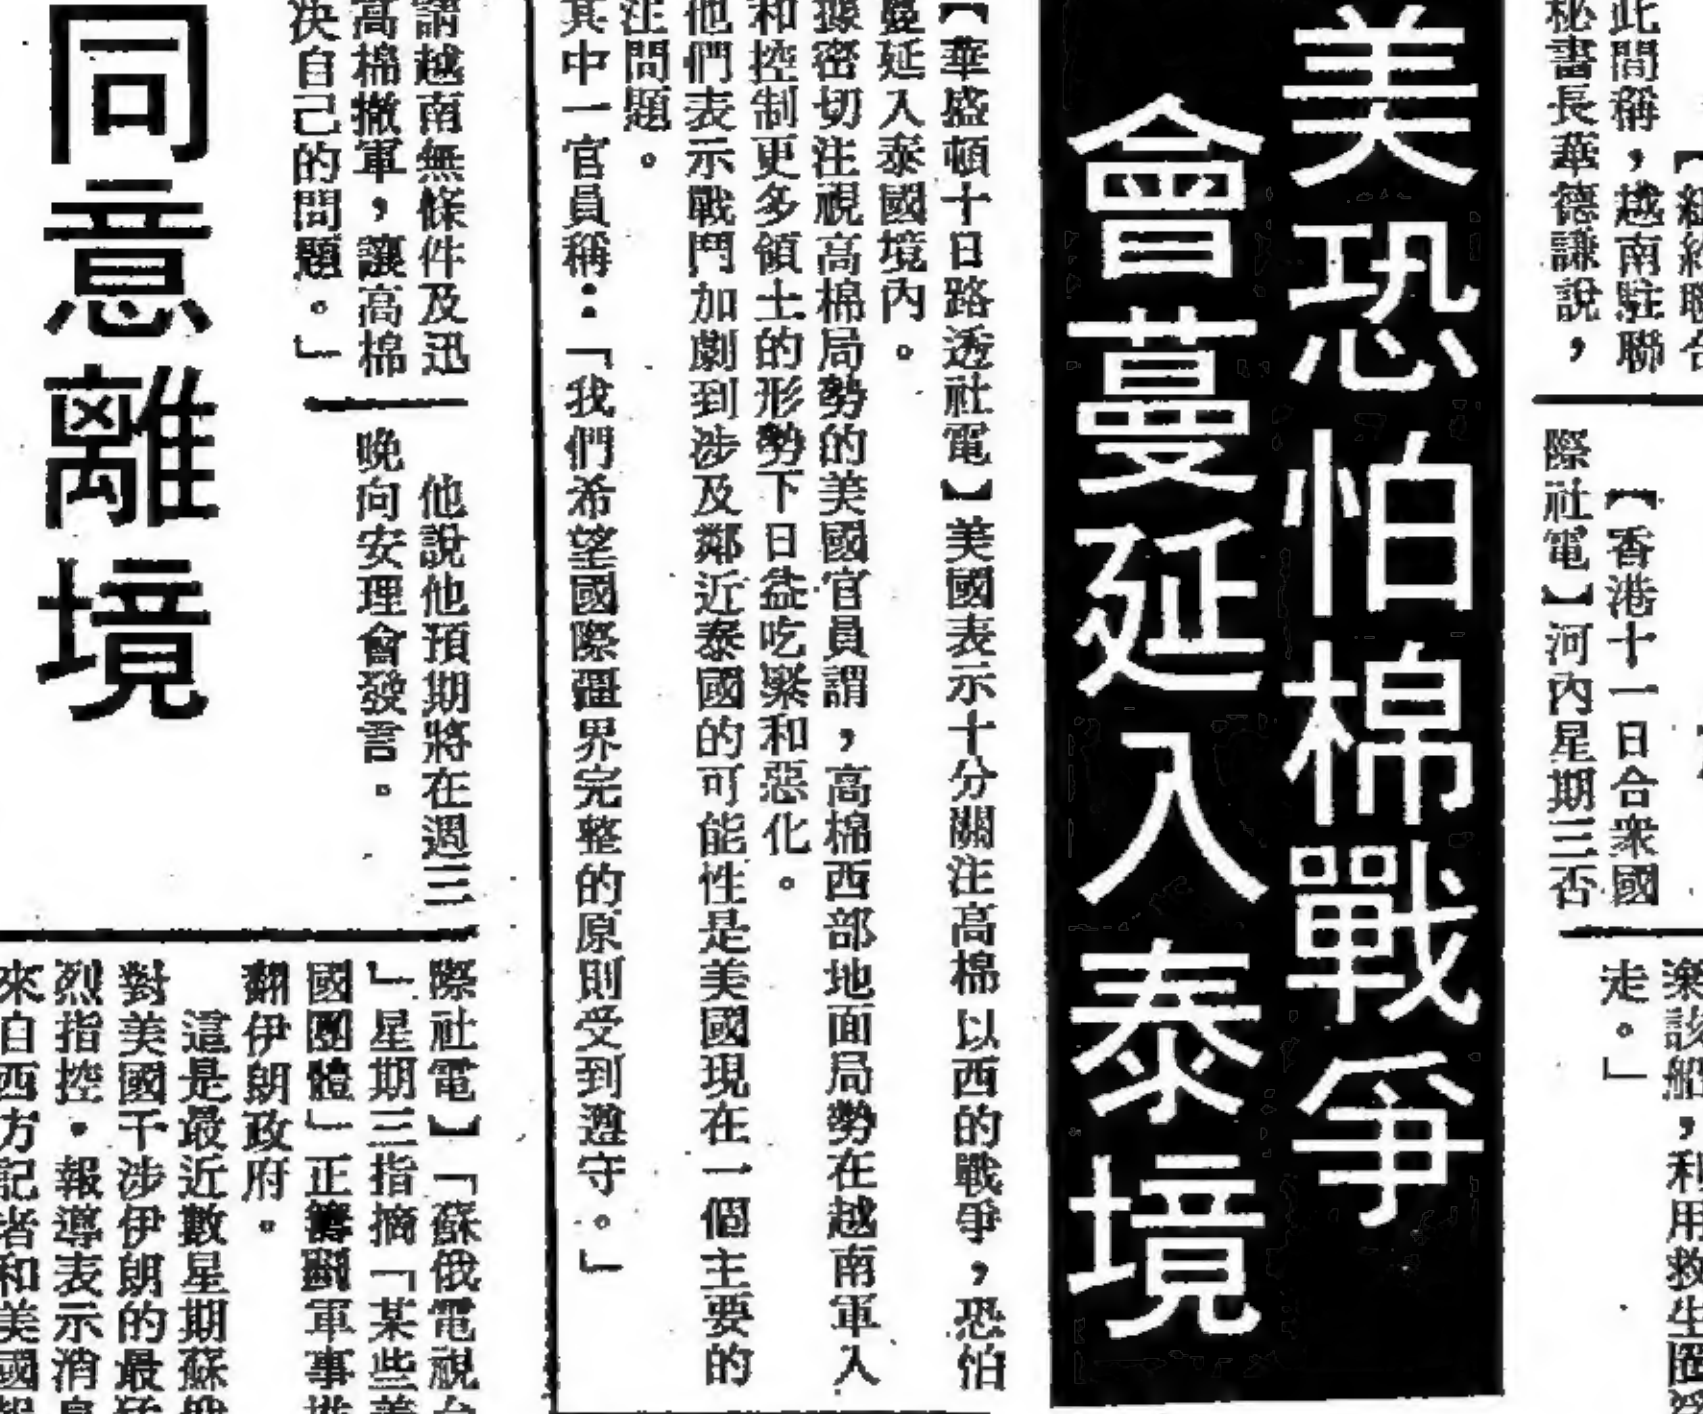 此間稱，越南駐聯
秘書長華德謙說，
【香港十一日合衆國
際社電】河內星期三否
該船，利用救生
走。」
美恐怕棉戰爭
會蔓延入泰境
【華盛頓十日路透社電】美國表示十分關注高棉以西的戰爭，恐怕
蔓延入泰國境內。
據密切注視高棉局勢的美國官員謂，高棉西部地面局勢在越南軍入
和控制更多領土的形勢下日益吃緊和惡化。
他們表示戰鬥加劇到涉及鄰近泰國的可能性是美國現在一個主要的
注問題。
其中一官員稱：「我們希望國際疆界完整的原則受到遵守。」
請越南無條件及迅
高棉撤軍，讓高棉
決自己的問題。」
他說他預期將在週三
晚向安理會發言。
同意離境
際社電】「蘇俄電視台
」星期三指摘「某些美
國團體」正籌劃軍事
翻伊朗政府。
這是最近數星期蘇俄
對美國干涉伊朗的最
烈指控・報導表示消息
來自西方記者和美國報